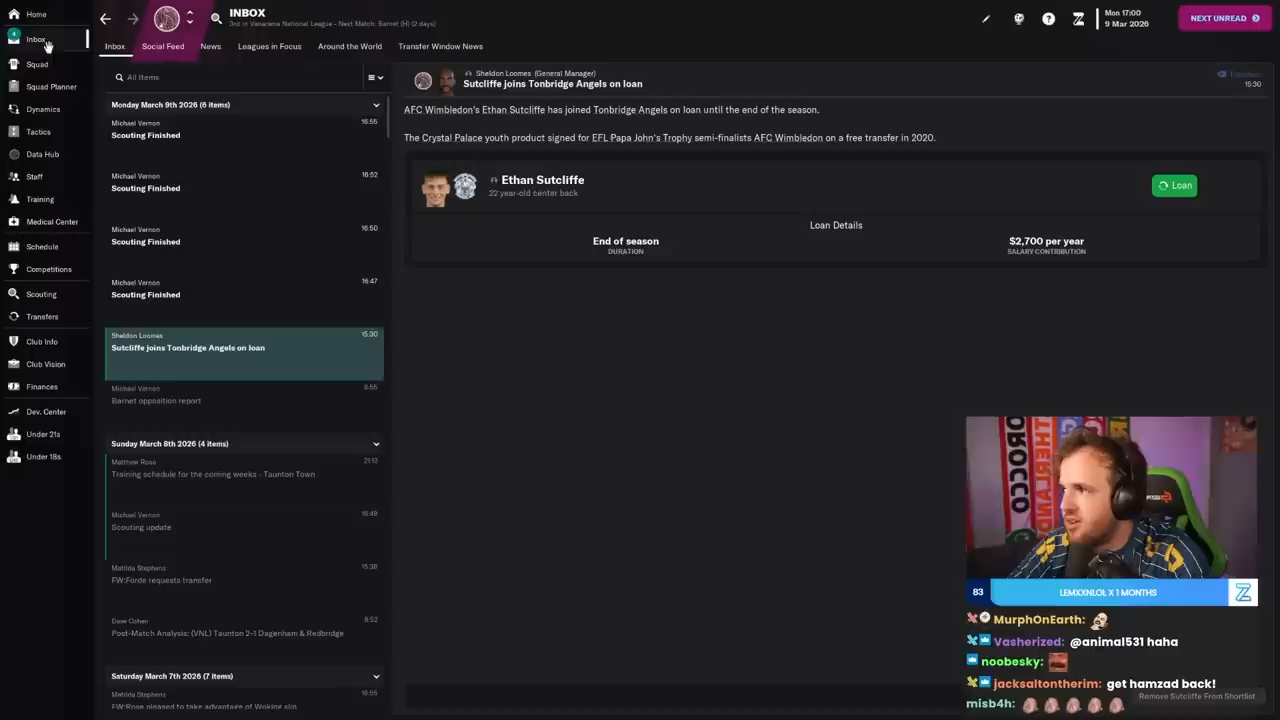 Home
Inbox
Squad
Squad Planner
Dynamics
Tactics
Data Hub
Staff
Training
Medical Center
Schedule
Competitions
Scouting
Transfers
Club Info
Club Vision
Finances
Dev. Center
Under 21s
Under 18s
INBOX
3rd in Vanarama National League - Next Match: Barnet (H) (2 days)
Mon 17:00
9 Mar 2026
NEXT UNREAD
Inbox
Social Feed
News
Leagues in Focus
Around the World
Transfer Window News
All Items
Monday March 9th 2026 (6 items)
Michael Vernon 16:55
Scouting Finished
Michael Vernon 16:52
Scouting Finished
Michael Vernon 16:50
Scouting Finished
Michael Vernon 16:47
Scouting Finished
Sheldon Loomes 15:30
Sutcliffe joins Tonbridge Angels on loan
Michael Vernon 8:55
Barnet opposition report
Sunday March 8th 2026 (4 items)
Matthew Rose 21:13
Training schedule for the coming weeks - Taunton Town
Michael Vernon 16:49
Scouting update
Matilda Stephens 15:38
FW:Forde requests transfer
Dave Cohen 8:52
Post-Match Analysis: (VNL) Taunton 2-1 Dagenham & Redbridge
Saturday March 7th 2026 (7 items)
Matilda Stephens 16:55
FW:Rose pleased to take advantage of Woking slip
Sheldon Loomes (General Manager)
Sutcliffe joins Tonbridge Angels on loan
15:30
AFC Wimbledon's Ethan Sutcliffe has joined Tonbridge Angels on loan until the end of the season.
The Crystal Palace youth product signed for EFL Papa John's Trophy semi-finalists AFC Wimbledon on a free transfer in 2020.
Ethan Sutcliffe
22 year-old center back
Loan
Loan Details
End of season
DURATION
$2,700 per year
SALARY CONTRIBUTION
83
LEMXXNLOL X 1 MONTHS
Z
MurphOnEarth:
Vasherized: @animal531 haha
noobesky:
jacksaltontherim: get hamzad back!
misb4h:
Remove Sutcliffe From Shortlist